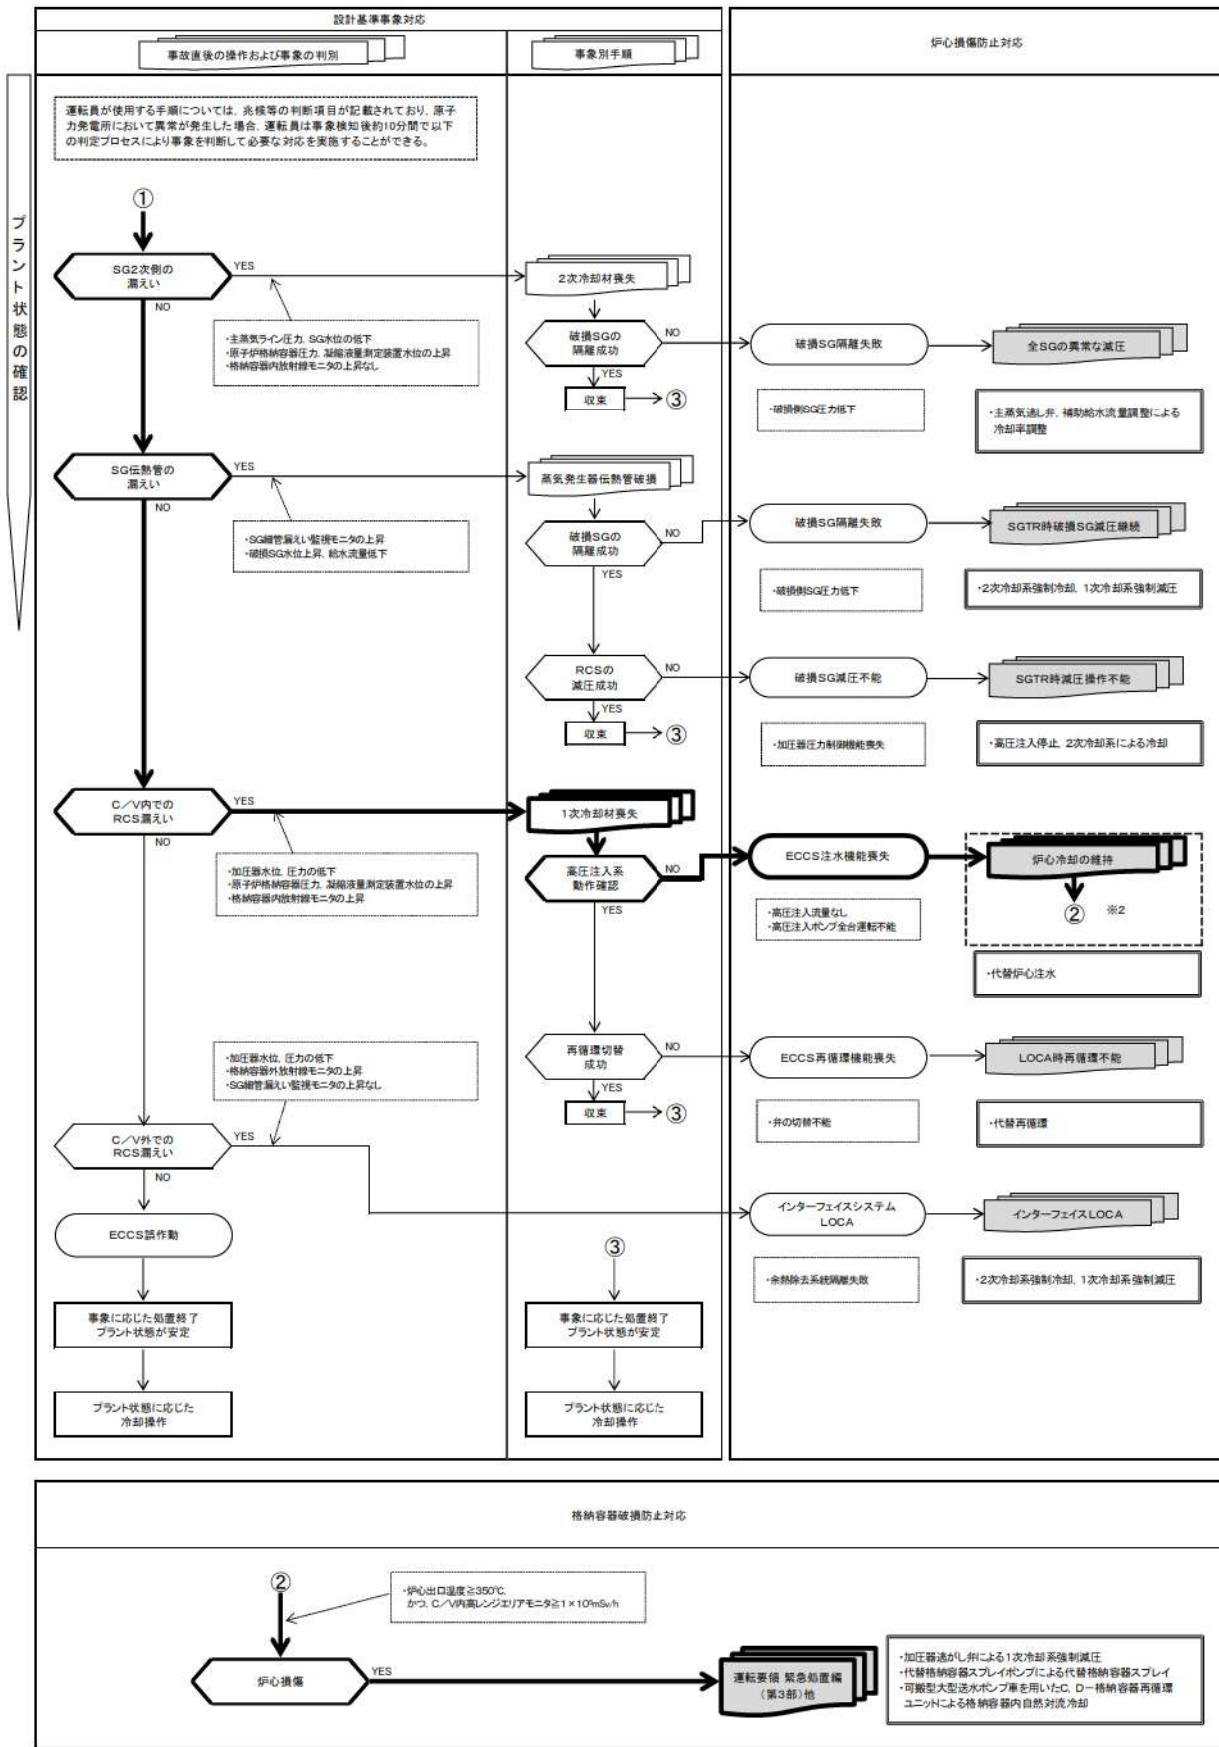 設計基準事象対応
事故直後の操作および事象の判別
事象別手順
炉心損傷防止対応
プラント状態の確認
運転員が使用する手順については、兆候等の判断項目が記載されており、原子
力発電所において異常が発生した場合、運転員は事象検知後約10分間で以下
の判定プロセスにより事象を判断して必要な対応を実施することができる。
①
SG2次側の
漏えい
YES
NO
・主蒸気ライン圧力、SG水位の低下
・原子炉格納容器圧力、凝縮液量測定装置水位の上昇
・格納容器内放射線モニタの上昇なし
2次冷却材喪失
破損SGの
隔離成功
NO
YES
収束
③
破損SG隔離失敗
・破損側SG圧力低下
全SGの異常な減圧
・主蒸気逃し弁、補助給水流量調整による
冷却率調整
SG伝熱管の
漏えい
YES
NO
・SG細管漏えい監視モニタの上昇
・破損SG水位上昇、給水流量低下
蒸気発生器伝熱管破損
破損SGの
隔離成功
NO
YES
破損SG隔離失敗
・破損側SG圧力低下
SGTR時破損SG減圧継続
・2次冷却系強制冷却、1次冷却系強制減圧
RCSの
減圧成功
NO
YES
収束
③
破損SG減圧不能
・加圧器圧力制御機能喪失
SGTR時減圧操作不能
・高圧注入停止、2次冷却系による冷却
C/V内での
RCS漏えい
YES
NO
・加圧器水位、圧力の低下
・原子炉格納容器圧力、凝縮液量測定装置水位の上昇
・格納容器内放射線モニタの上昇
1次冷却材喪失
高圧注入系
動作確認
NO
YES
ECCS注水機能喪失
・高圧注入流量なし
・高圧注入ポンプ全台運転不能
炉心冷却の維持
②
※2
・代替炉心注水
再循環切替
成功
NO
YES
収束
③
ECCS再循環機能喪失
・弁の切替不能
LOCA時再循環不能
・代替再循環
・加圧器水位、圧力の低下
・格納容器外放射線モニタの上昇
・SG細管漏えい監視モニタの上昇なし
C/V外での
RCS漏えい
YES
NO
インターフェイスシステム
LOCA
・余熱除去系統隔離失敗
インターフェイスLOCA
・2次冷却系強制冷却、1次冷却系強制減圧
ECCS誤作動
事象に応じた処置終了
プラント状態が安定
プラント状態に応じた
冷却操作
③
事象に応じた処置終了
プラント状態が安定
プラント状態に応じた
冷却操作
格納容器破損防止対応
②
・炉心出口温度≧350℃、
かつ、C/V内高レンジエリアモニタ≧1×10⁵mSv/h
炉心損傷
YES
運転要領 緊急処置編
(第3部)他
・加圧器逃がし弁による1次冷却系強制減圧
・代替格納容器スプレイポンプによる代替格納容器スプレイ
・可搬型大型送水ポンプ車を用いたC、D-格納容器再循環
ユニットによる格納容器内自然対流冷却